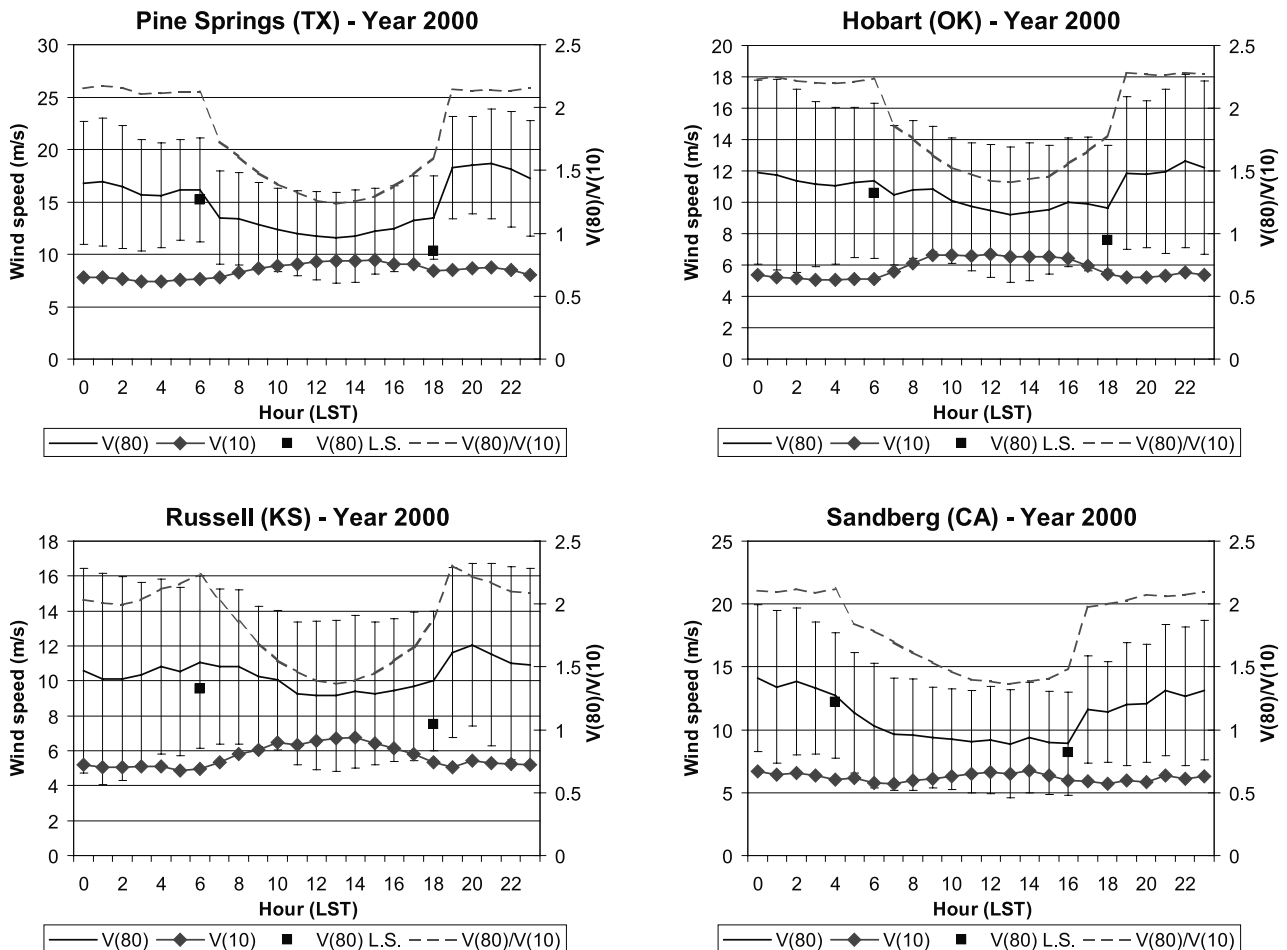 Pine Springs (TX) - Year 2000
30
25
20
15
10
5
0
Wind speed (m/s)
2.5
2
1.5
1
0.5
0
V(80)/V(10)
0 2 4 6 8 10 12 14 16 18 20 22
Hour (LST)
V(80) V(10) V(80) L.S. V(80)/V(10)
Hobart (OK) - Year 2000
20
18
16
14
12
10
8
6
4
2
0
Wind speed (m/s)
2.5
2
1.5
1
0.5
0
V(80)/V(10)
0 2 4 6 8 10 12 14 16 18 20 22
Hour (LST)
V(80) V(10) V(80) L.S. V(80)/V(10)
Russell (KS) - Year 2000
18
16
14
12
10
8
6
4
2
0
Wind speed (m/s)
2.5
2
1.5
1
0.5
0
V(80)/V(10)
0 2 4 6 8 10 12 14 16 18 20 22
Hour (LST)
V(80) V(10) V(80) L.S. V(80)/V(10)
Sandberg (CA) - Year 2000
25
20
15
10
5
0
Wind speed (m/s)
2.5
2
1.5
1
0.5
0
V(80)/V(10)
0 2 4 6 8 10 12 14 16 18 20 22
Hour (LST)
V(80) V(10) V(80) L.S. V(80)/V(10)